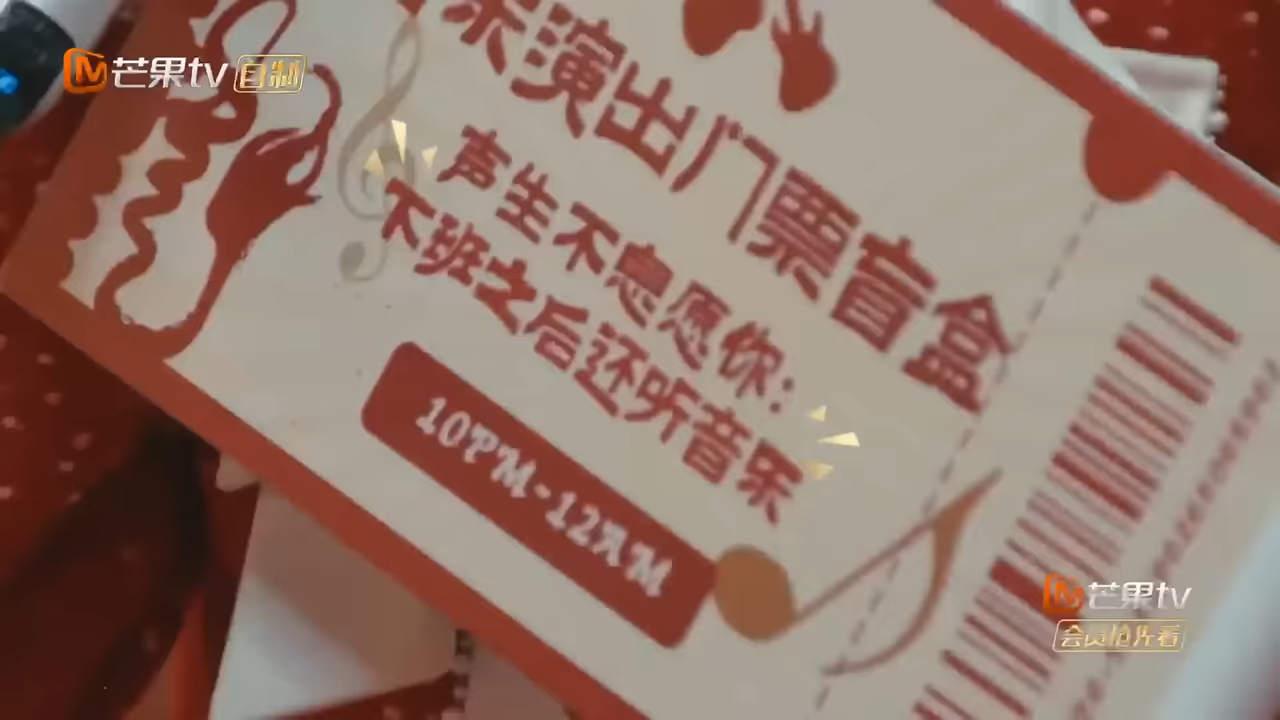 芒果tv 自制
乐演出门票盲盒
声生不息愿你：
下班之后还听音乐
10PM-12AM
芒果tv
会员抢先看